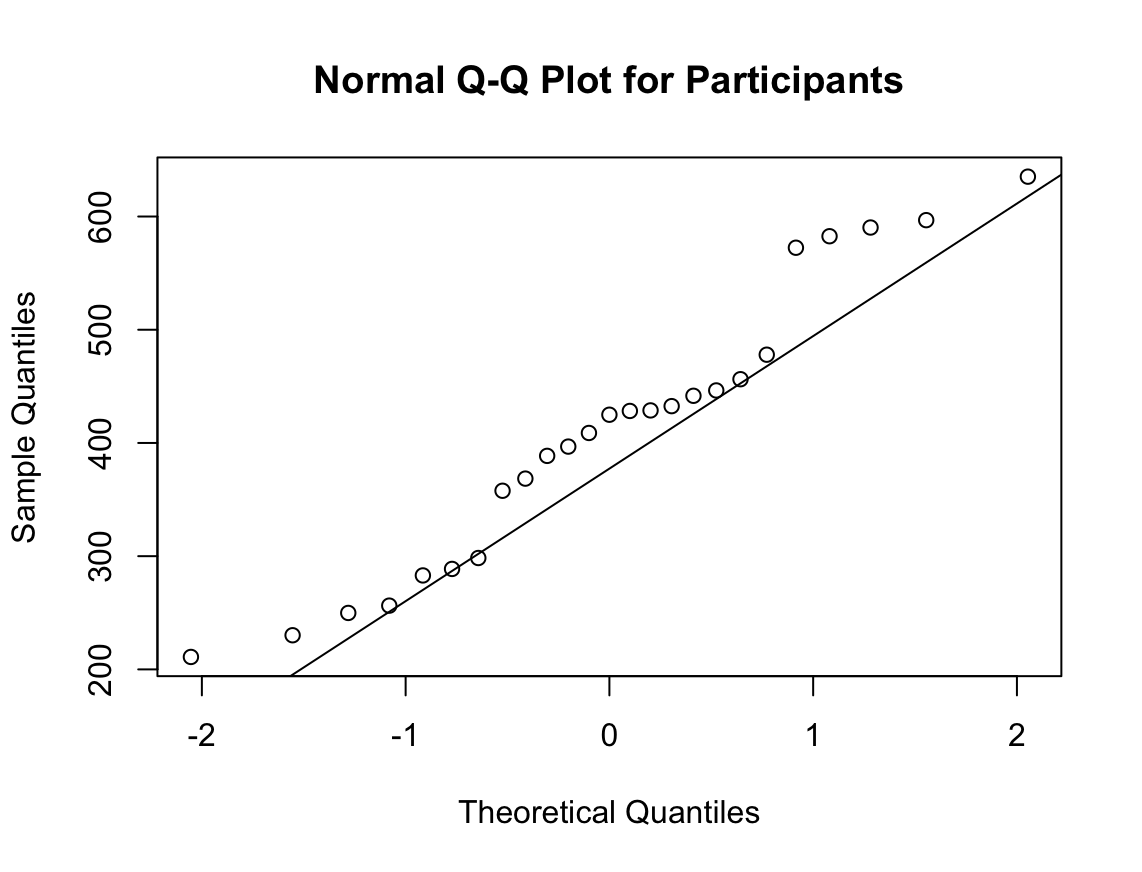 Normal Q-Q Plot for Participants
Sample Quantiles
600
500
400
300
200
-2 -1 0 1 2
Theoretical Quantiles